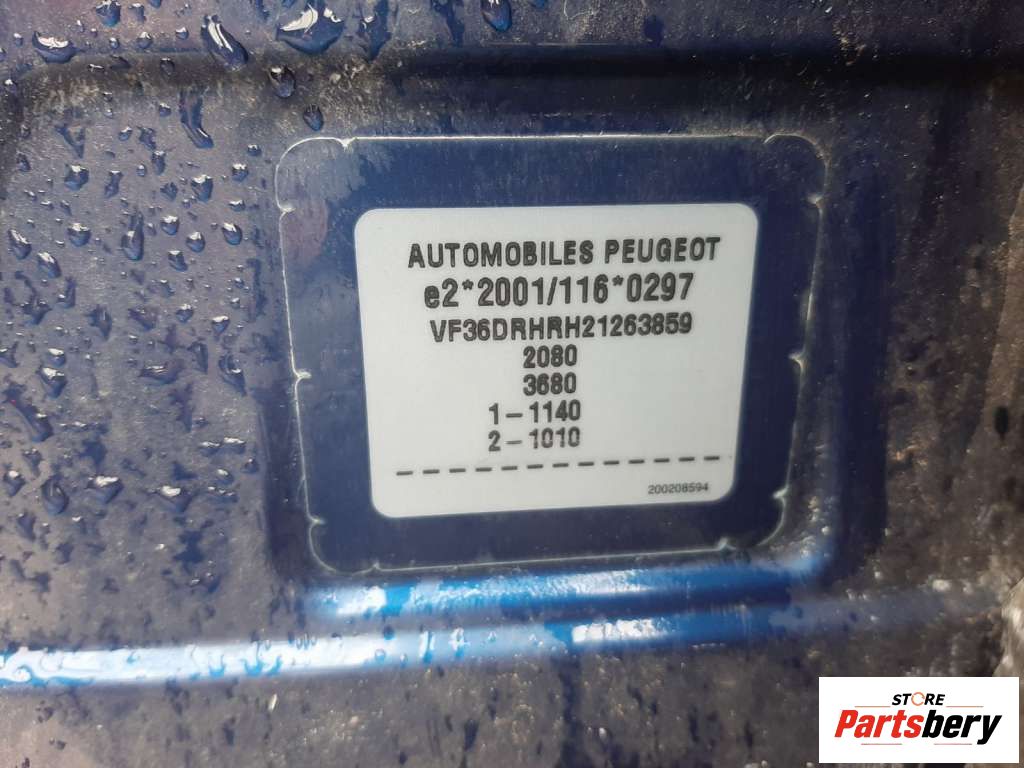 AUTOMOBILES PEUGEOT
e2*2001/116*0297
VF36DRHRH21263859
2080
3680
1-1140
2-1010
200208594
STORE
Partsbery